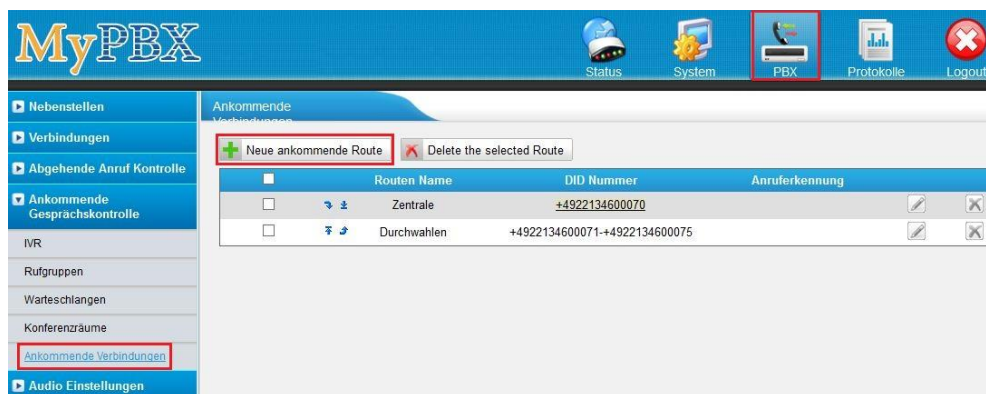 MyPBX
Status
System
PBX
Protokolle
Logout
Nebenstellen
Verbindungen
Abgehende Anruf Kontrolle
Ankommende
Gesprächskontrolle
IVR
Rufgruppen
Warteschlangen
Konferenzräume
Ankommende Verbindungen
Audio Einstellungen
Ankommende
Verbindungen
Neue ankommende Route
Delete the selected Route
Routen Name DID Nummer Anruferkennung
Zentrale +4922134600070
Durchwahlen +4922134600071-+4922134600075